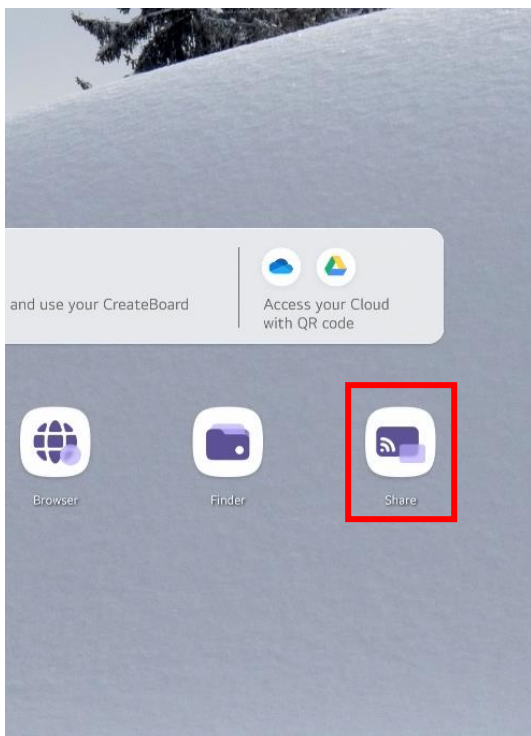 and use your CreateBoard
Access your Cloud
with QR code
Browser
Finder
Share